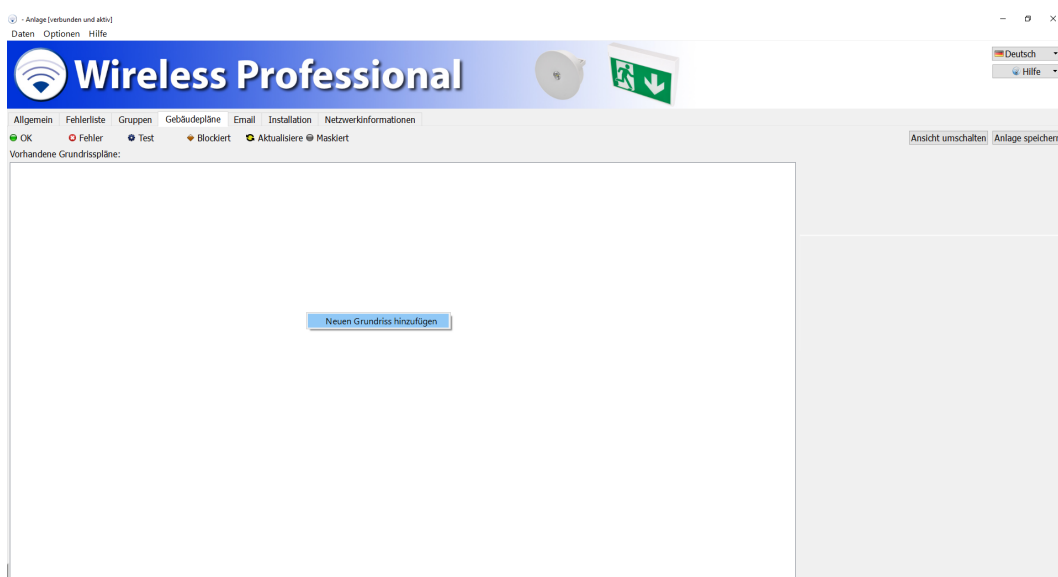 - Anlage [verbunden und aktiv]
Daten Optionen Hilfe
Wireless Professional
Deutsch
Hilfe
Allgemein Fehlerliste Gruppen Gebäudepläne Email Installation Netzwerkinformationen
OK Fehler Test Blockiert Aktualisiere Maskiert Ansicht umschalten Anlage speichern
Vorhandene Grundrisspläne:
Neuen Grundriss hinzufügen